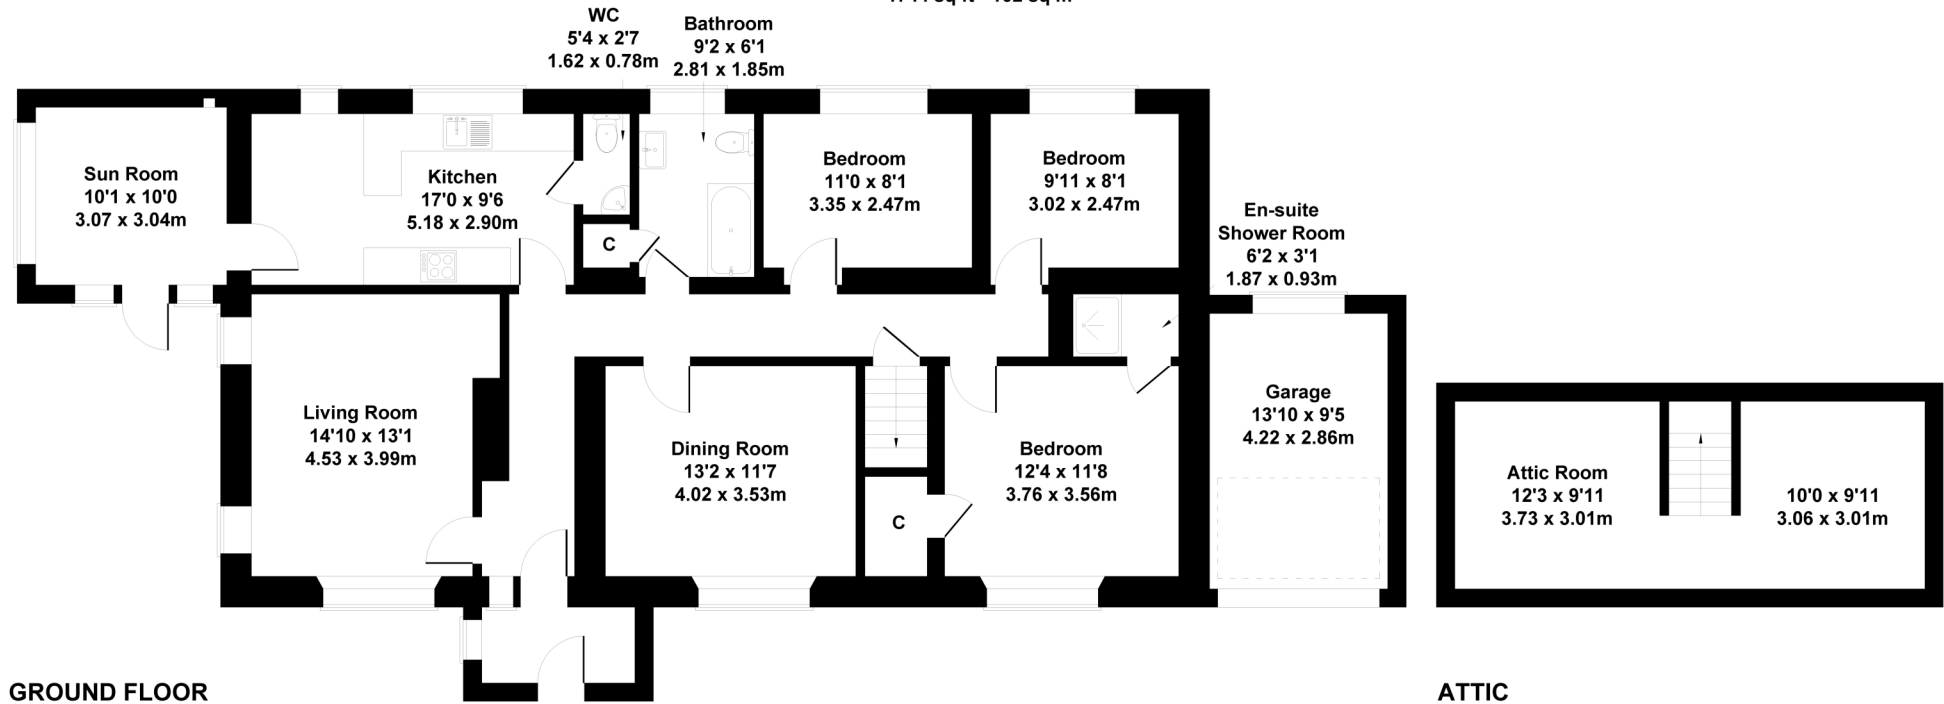 WC
5'4 x 2'7
1.62 x 0.78m
Bathroom
9'2 x 6'1
2.81 x 1.85m
Sun Room
10'1 x 10'0
3.07 x 3.04m
Kitchen
17'0 x 9'6
5.18 x 2.90m
C
Bedroom
11'0 x 8'1
3.35 x 2.47m
Bedroom
9'11 x 8'1
3.02 x 2.47m
En-suite
Shower Room
6'2 x 3'1
1.87 x 0.93m
Living Room
14'10 x 13'1
4.53 x 3.99m
Dining Room
13'2 x 11'7
4.02 x 3.53m
C
Bedroom
12'4 x 11'8
3.76 x 3.56m
Garage
13'10 x 9'5
4.22 x 2.86m
Attic Room
12'3 x 9'11
3.73 x 3.01m
10'0 x 9'11
3.06 x 3.01m
GROUND FLOOR
ATTIC